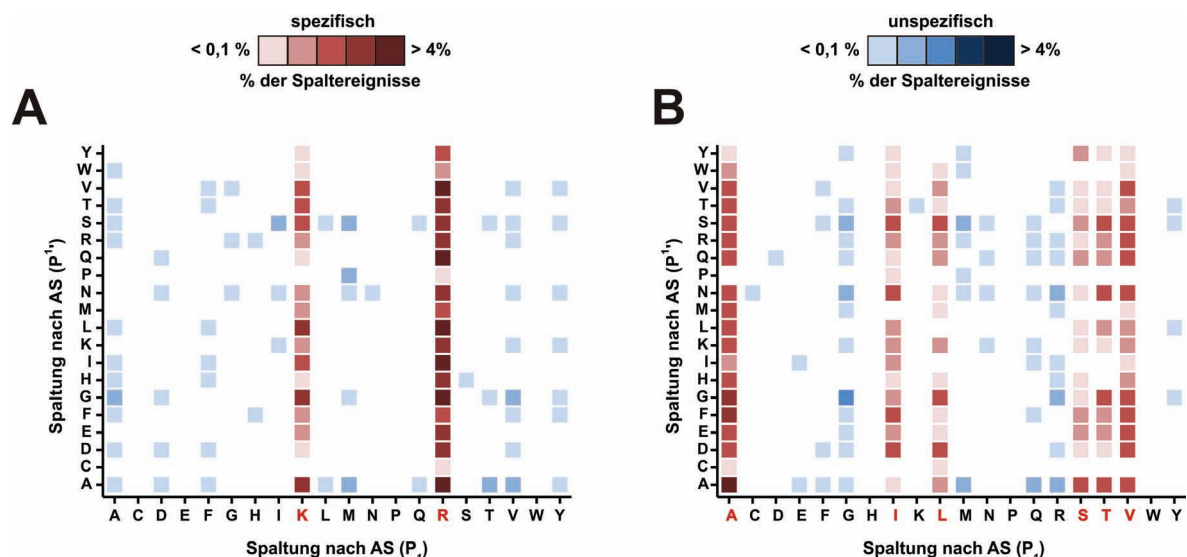 spezifisch
< 0,1 % > 4%
% der Spaltereignisse
unspezifisch
< 0,1 % > 4%
% der Spaltereignisse
A
Spaltung nach AS (P1'')
Y
W
V
T
S
R
Q
P
N
M
L
K
I
H
G
F
E
D
C
A
A C D E F G H I K L M N P Q R S T V W Y
Spaltung nach AS (P1)
B
Spaltung nach AS (P1'')
Y
W
V
T
S
R
Q
P
N
M
L
K
I
H
G
F
E
D
C
A
A C D E F G H I K L M N P Q R S T V W Y
Spaltung nach AS (P1)